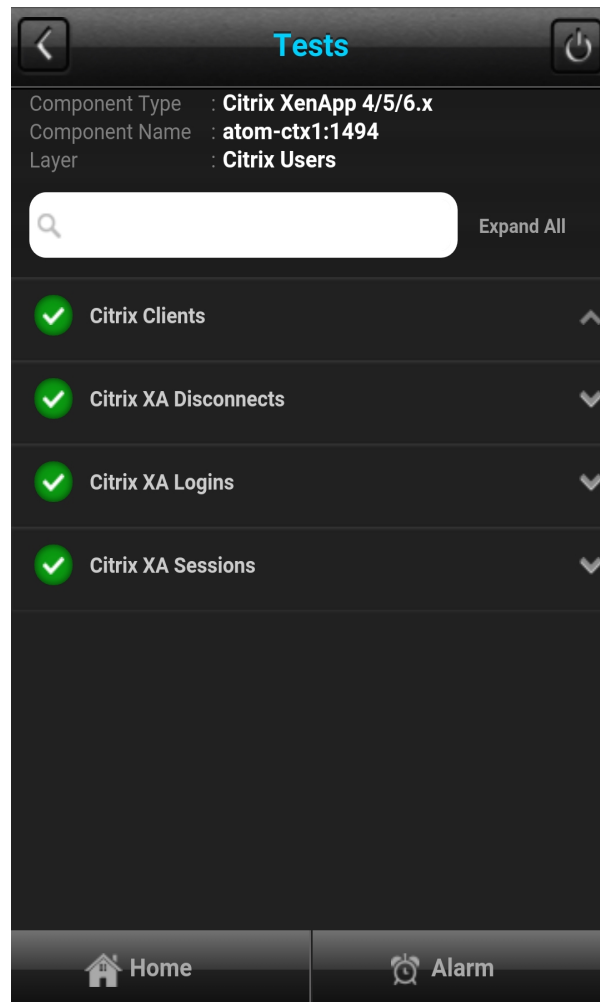 Tests
Component Type : Citrix XenApp 4/5/6.x
Component Name : atom-ctx1:1494
Layer : Citrix Users
Expand All
Citrix Clients
Citrix XA Disconnects
Citrix XA Logins
Citrix XA Sessions
Home
Alarm